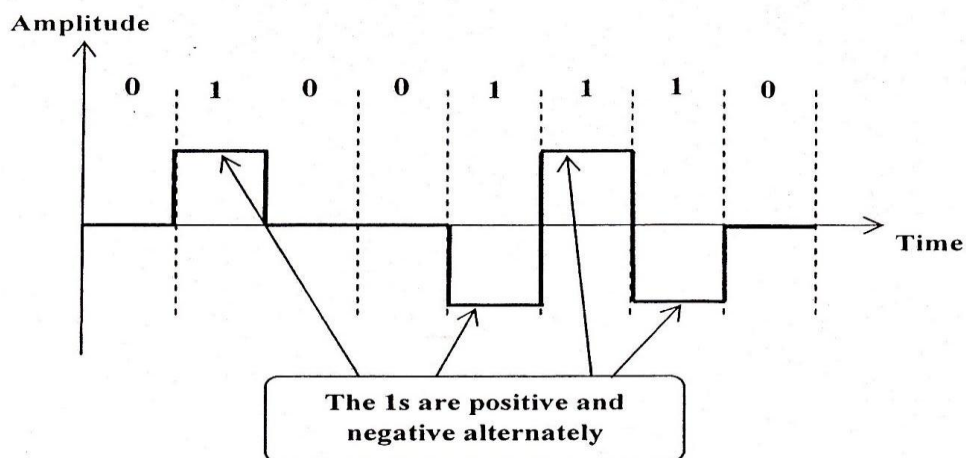 Amplitude
0 1 0 0 1 1 1 0
Time
The 1s are positive and
negative alternately